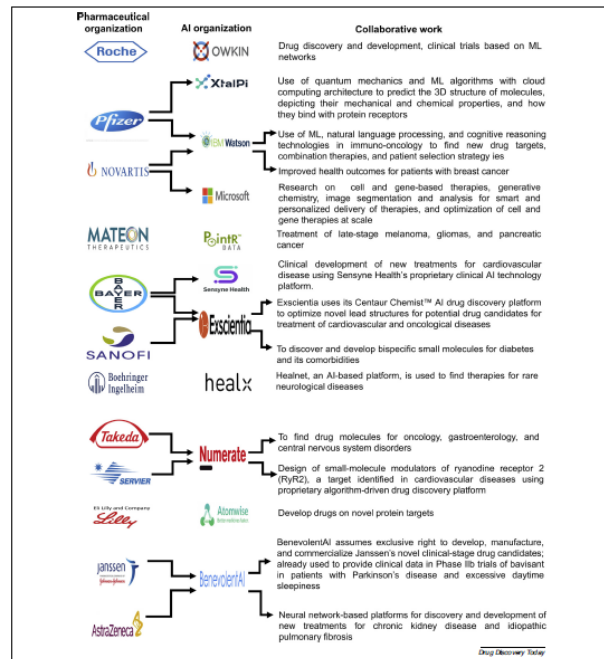 Pharmaceutical
organization
AI organization
Collaborative work
Roche
OWKIN
Drug discovery and development, clinical trials based on ML
networks
Pfizer
XtalPi
Use of quantum mechanics and ML algorithms with cloud
computing architecture to predict the 3D structure of molecules,
depicting their mechanical and chemical properties, and how
they bind with protein receptors
IBM Watson
Use of ML, natural language processing, and cognitive reasoning
technologies in immuno-oncology to find new drug targets,
combination therapies, and patient selection strategy ies
NOVARTIS
Improved health outcomes for patients with breast cancer
Microsoft
Research on cell and gene-based therapies, generative
chemistry, image segmentation and analysis for smart and
personalized delivery of therapies, and optimization of cell and
gene therapies at scale
MATEON
THERAPEUTICS
PointR
DATA
Treatment of late-stage melanoma, gliomas, and pancreatic
cancer
BAYER
BAYER
Sensyne Health
Clinical development of new treatments for cardiovascular
disease using Sensyne Health's proprietary clinical AI technology
platform.
Exscientia
Exscientia uses its Centaur Chemist™ AI drug discovery platform
to optimize novel lead structures for potential drug candidates for
treatment of cardiovascular and oncological diseases
SANOFI
To discover and develop bispecific small molecules for diabetes
and its comorbidities
Boehringer
Ingelheim
healx
Healnet, an AI-based platform, is used to find therapies for rare
neurological diseases
Takeda
Numerate
To find drug molecules for oncology, gastroenterology, and
central nervous system disorders
SERVIER
Design of small-molecule modulators of ryanodine receptor 2
(RyR2), a target identified in cardiovascular diseases using
proprietary algorithm-driven drug discovery platform
Eli Lilly and Company
Lilly
Atomwise
Develop drugs on novel protein targets
janssen
BenevolentAI
BenevolentAI assumes exclusive right to develop, manufacture,
and commercialize Janssen's novel clinical-stage drug candidates;
already used to provide clinical data in Phase IIb trials of bavisant
in patients with Parkinson's disease and excessive daytime
sleepiness
AstraZeneca
Neural network-based platforms for discovery and development of
new treatments for chronic kidney disease and idiopathic
pulmonary fibrosis
Drug Discovery Today